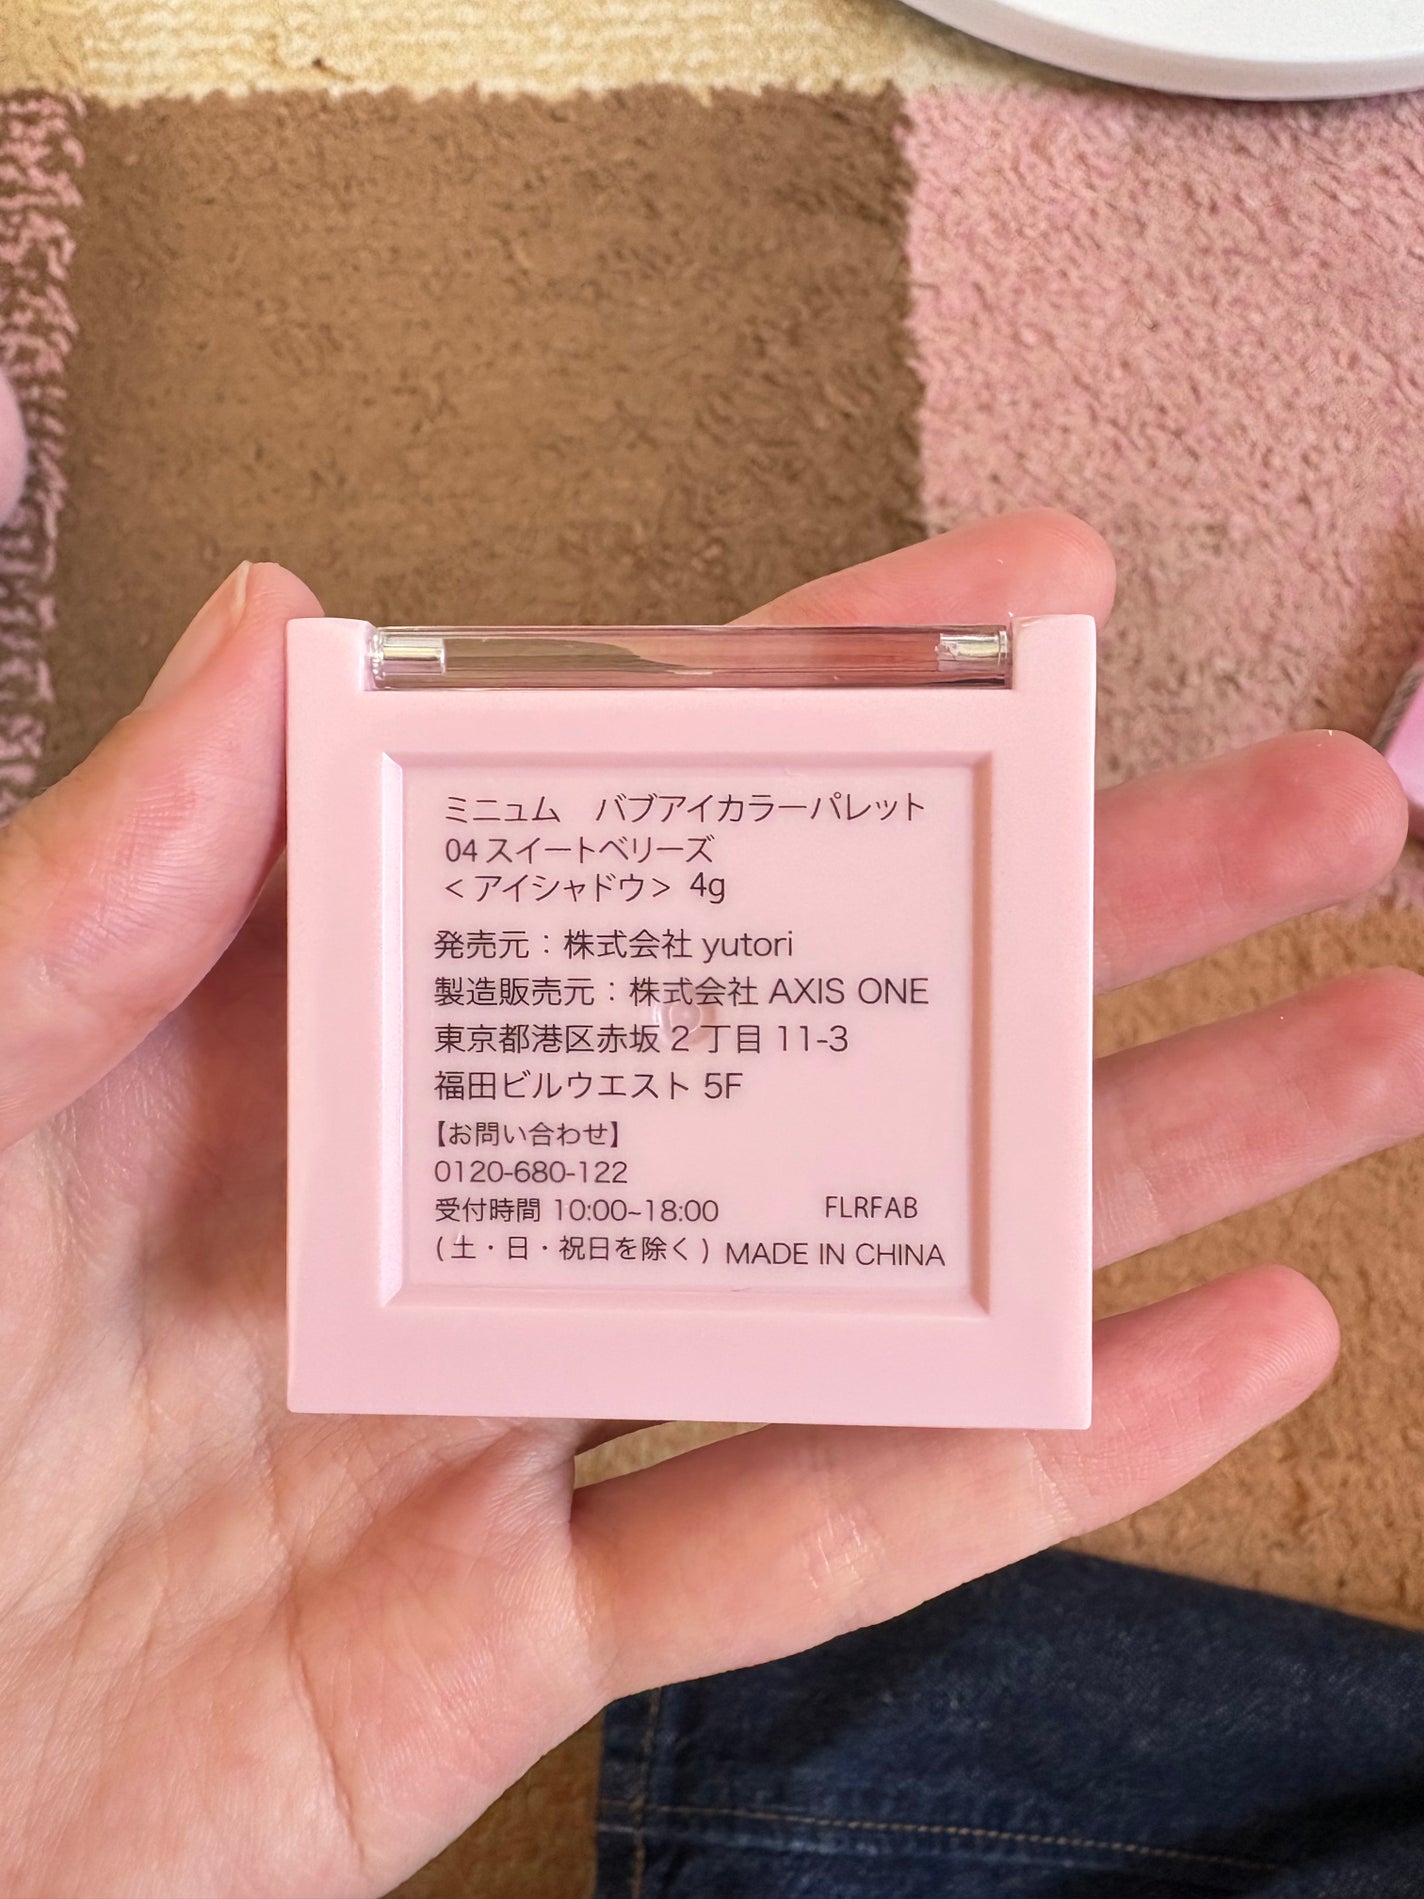 ミニュム　バブアイカラーパレット
04 スイートベリーズ
< アイシャドウ > 4g
発売元：株式会社 yutori
製造販売元：株式会社 AXIS ONE
東京都港区赤坂 2 丁目 11-3
福田ビルウエスト 5F
【お問い合わせ】
0120-680-122
受付時間 10:00~18:00
FLRFAB
( 土・日・祝日を除く )
MADE IN CHINA